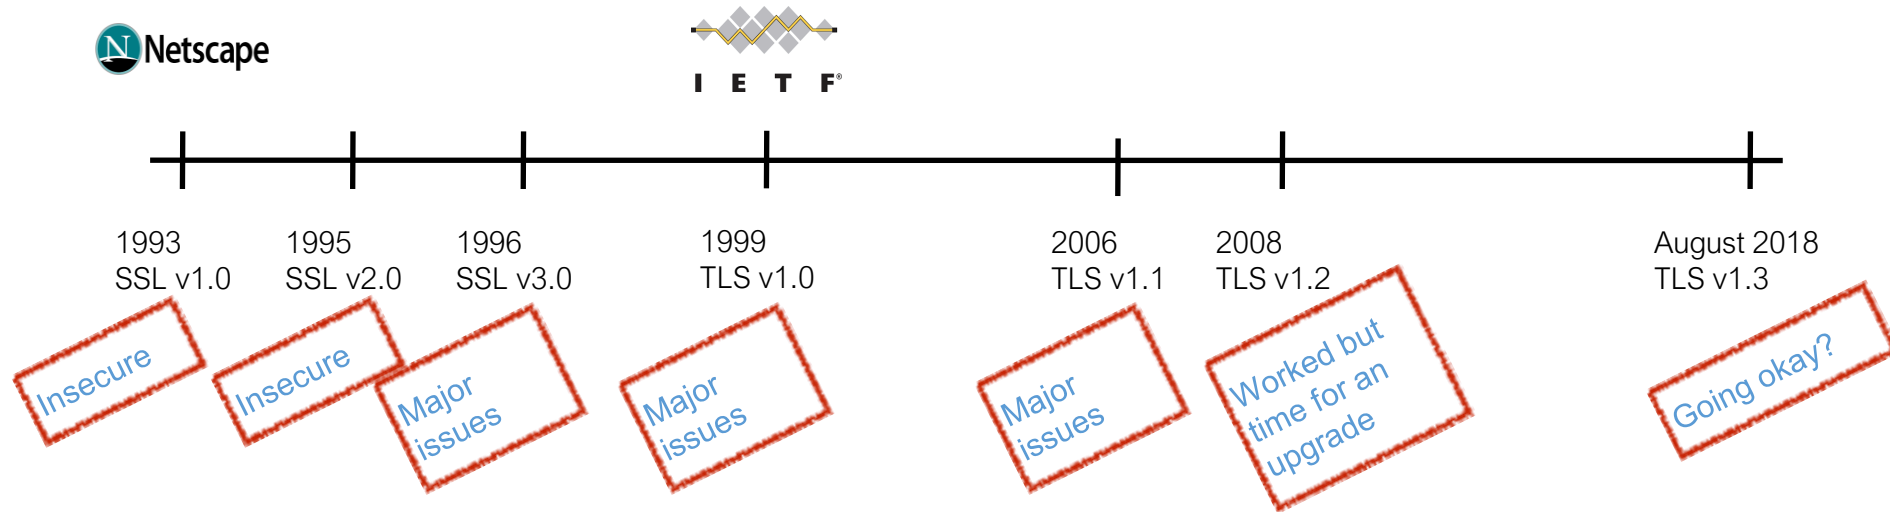 Netscape
I E T F®
1993
SSL v1.0
1995
SSL v2.0
1996
SSL v3.0
1999
TLS v1.0
2006
TLS v1.1
2008
TLS v1.2
August 2018
TLS v1.3
Insecure
Insecure
Major
issues
Major
issues
Major
issues
Worked but
time for an
upgrade
Going okay?